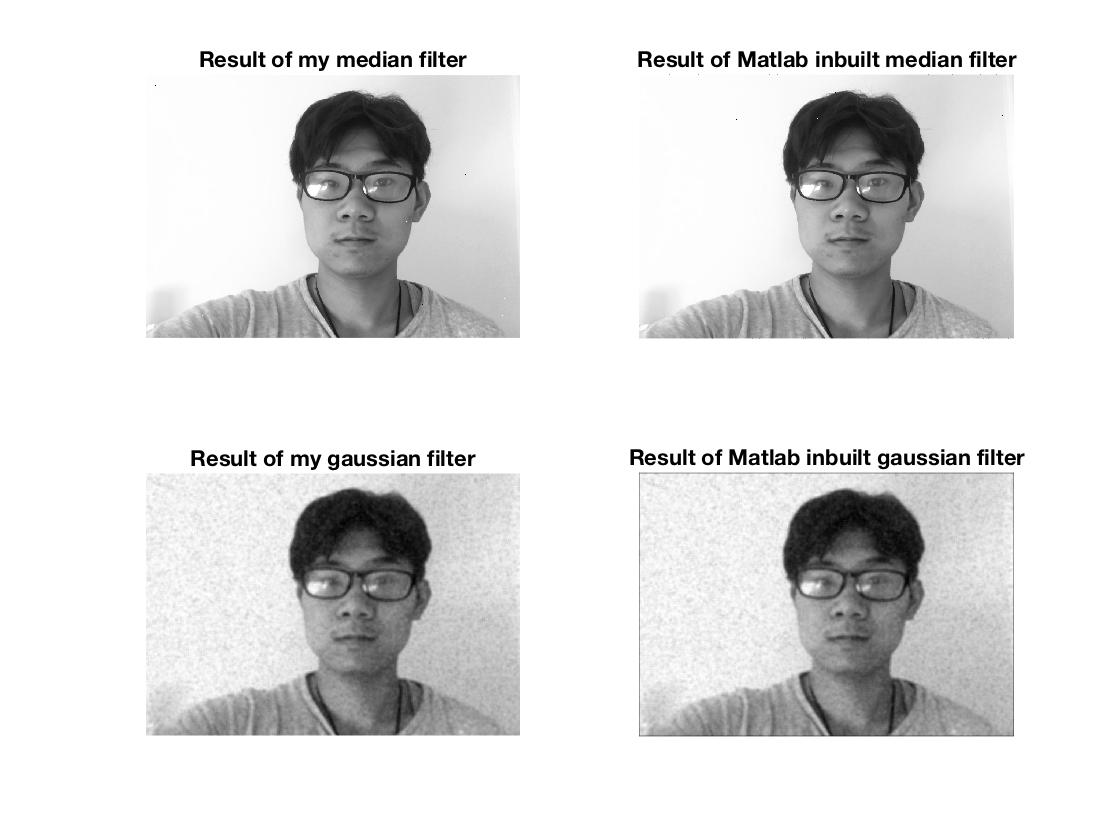 Result of my median filter
Result of Matlab inbuilt median filter
Result of my gaussian filter
Result of Matlab inbuilt gaussian filter